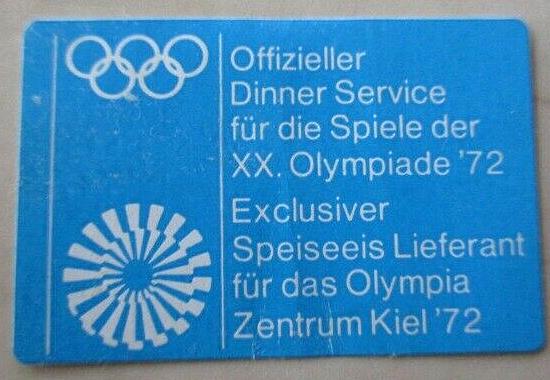 Offizieller
Dinner Service
für die Spiele der
XX. Olympiade '72
Exclusiver
Speiseeis Lieferant
für das Olympia
Zentrum Kiel '72